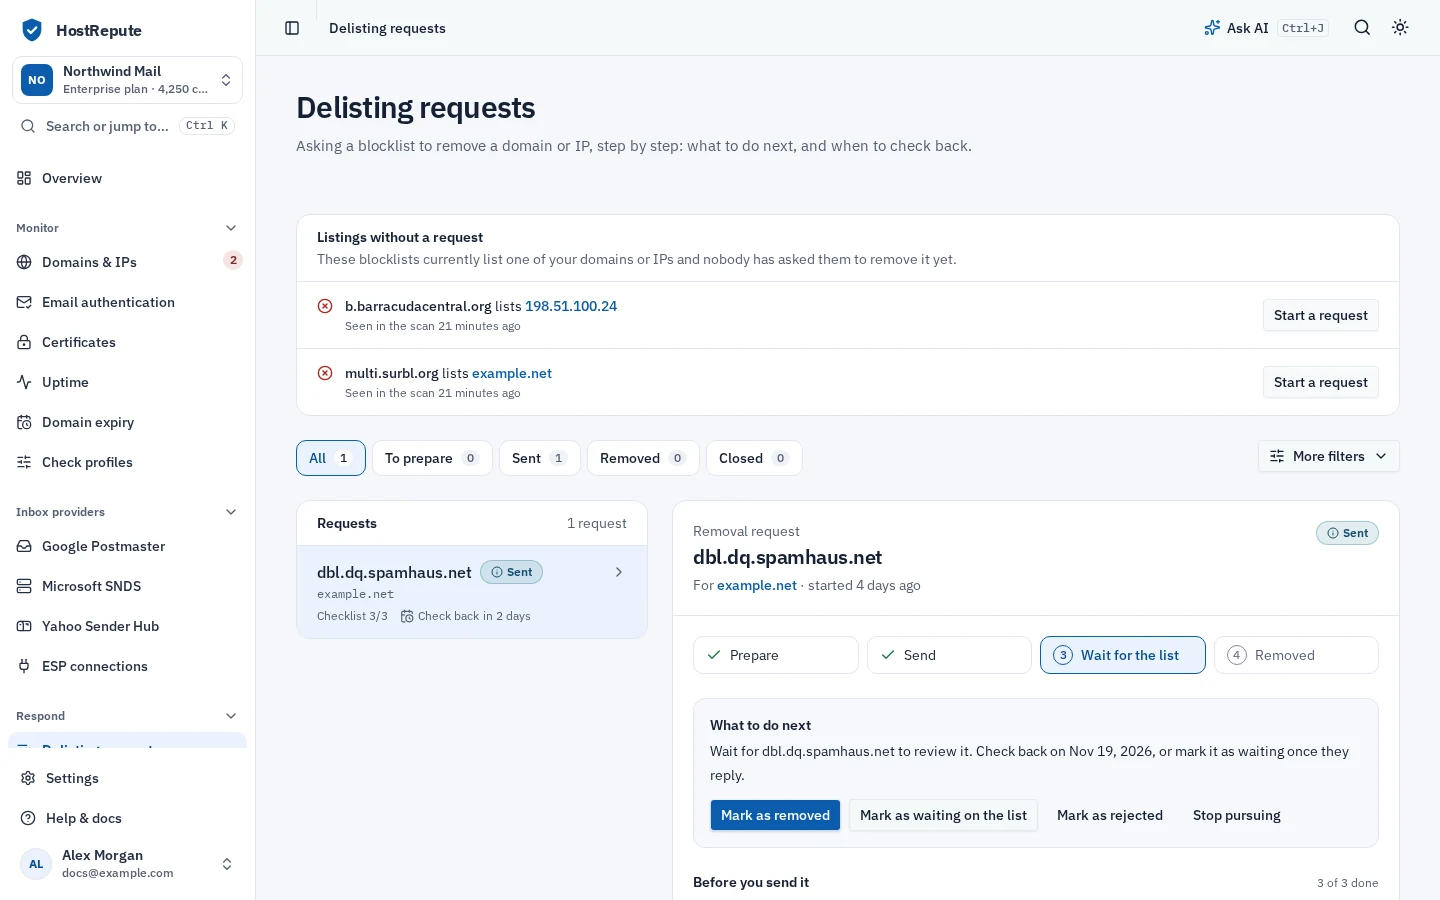 HostRepute
NO
Northwind Mail
Enterprise plan · 4,250 c...
Search or jump to...
Ctrl K
Overview
Monitor
Domains & IPs
2
Email authentication
Certificates
Uptime
Domain expiry
Check profiles
Inbox providers
Google Postmaster
Microsoft SNDS
Yahoo Sender Hub
ESP connections
Respond
Settings
Help & docs
AL
Alex Morgan
docs@example.com
Delisting requests
Ask AI
Ctrl+J
Delisting requests
Asking a blocklist to remove a domain or IP, step by step: what to do next, and when to check back.
Listings without a request
These blocklists currently list one of your domains or IPs and nobody has asked them to remove it yet.
b.barracudacentral.org lists 198.51.100.24
Seen in the scan 21 minutes ago
Start a request
multi.surbl.org lists example.net
Seen in the scan 21 minutes ago
Start a request
All 1
To prepare 0
Sent 1
Removed 0
Closed 0
More filters
Requests
1 request
dbl.dq.spamhaus.net
Sent
example.net
Checklist 3/3
Check back in 2 days
Removal request
Sent
dbl.dq.spamhaus.net
For example.net · started 4 days ago
Prepare
Send
3 Wait for the list
4 Removed
What to do next
Wait for dbl.dq.spamhaus.net to review it. Check back on Nov 19, 2026, or mark it as waiting once they
reply.
Mark as removed
Mark as waiting on the list
Mark as rejected
Stop pursuing
Before you send it
3 of 3 done